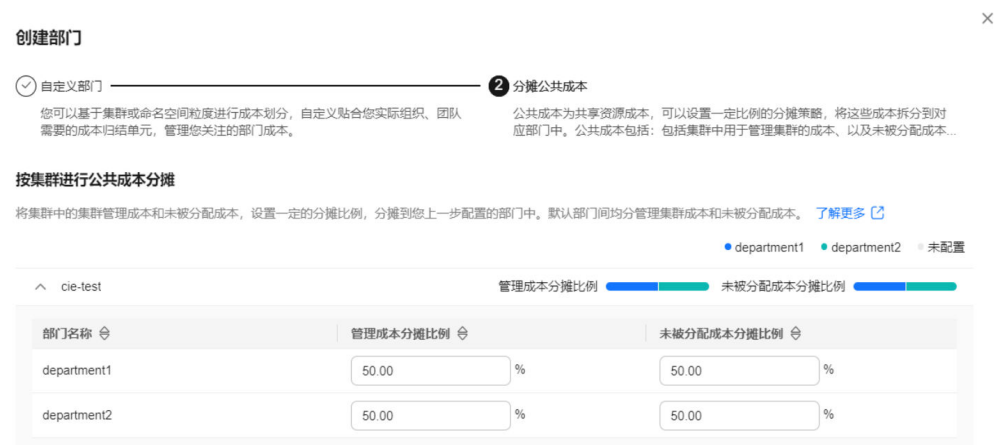 创建部门
自定义部门
2 分摊公共成本
您可以基于集群或命名空间粒度进行成本划分，自定义贴合您实际组织、团队
需要的成本归结单元，管理您关注的部门成本。
公共成本为共享资源成本，可以设置一定比例的分摊策略，将这些成本拆分到对
应部门中。公共成本包括：包括集群中用于管理集群的成本、以及未被分配成本...
按集群进行公共成本分摊
将集群中的集群管理成本和未被分配成本，设置一定的分摊比例，分摊到您上一步配置的部门中。默认部门间均分管理集群成本和未被分配成本。 了解更多
department1 department2 未配置
cie-test 管理成本分摊比例 未被分配成本分摊比例
部门名称 管理成本分摊比例 未被分配成本分摊比例
department1 50.00 % 50.00 %
department2 50.00 % 50.00 %